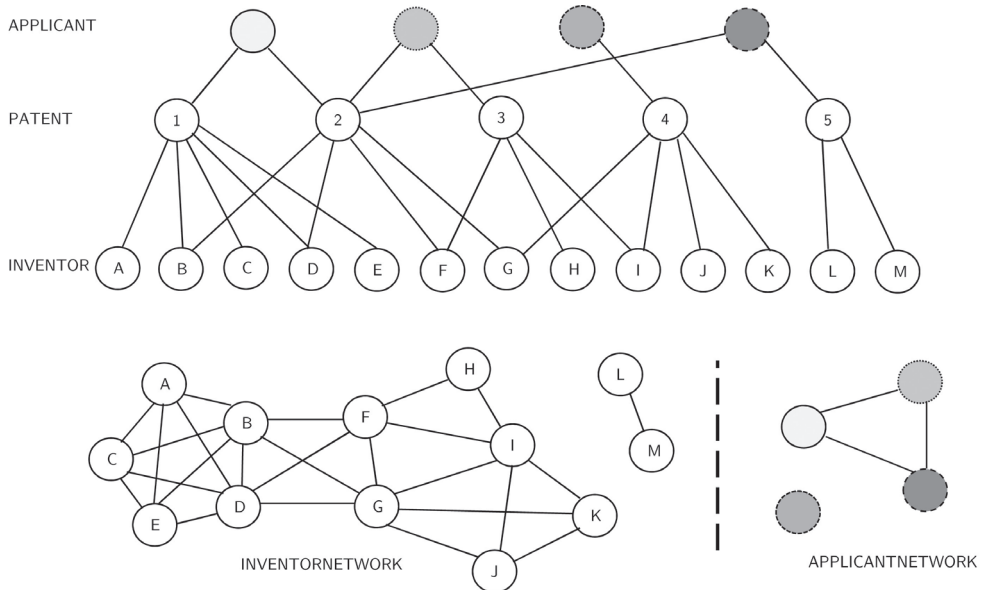 APPLICANT
PATENT 1 2 3 4 5
INVENTOR A B C D E F G H I J K L M
H
L
A
F
B
I
M
C
G
D
K
E
INVENTORNETWORK
J
APPLICANTNETWORK